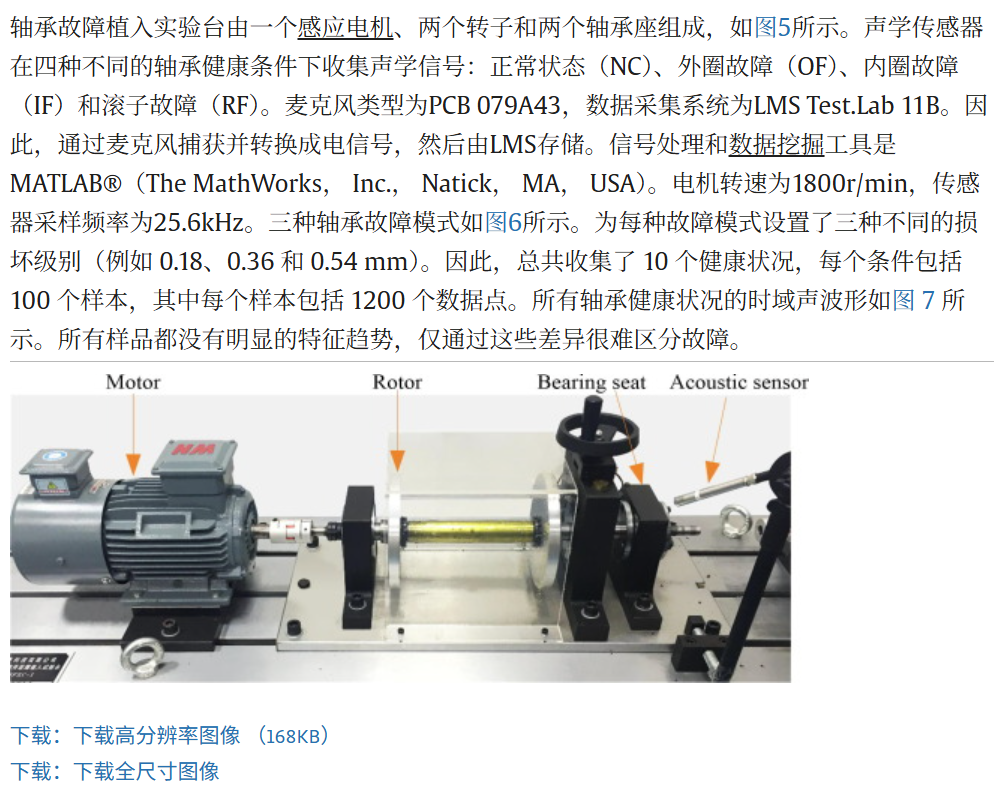 轴承故障植入实验台由一个感应电机、两个转子和两个轴承座组成，如图5所示。声学传感器
在四种不同的轴承健康条件下收集声学信号：正常状态（NC）、外圈故障（OF）、内圈故障
（IF）和滚子故障（RF）。麦克风类型为PCB 079A43，数据采集系统为LMS Test.Lab 11B。因
此，通过麦克风捕获并转换成电信号，然后由LMS存储。信号处理和数据挖掘工具是
MATLAB®（The MathWorks， Inc.， Natick， MA， USA）。电机转速为1800r/min，传感
器采样频率为25.6kHz。三种轴承故障模式如图6所示。为每种故障模式设置了三种不同的损
坏级别（例如 0.18、0.36 和 0.54 mm）。因此，总共收集了 10 个健康状况，每个条件包括
100 个样本，其中每个样本包括 1200 个数据点。所有轴承健康状况的时域声波形如图 7 所
示。所有样品都没有明显的特征趋势，仅通过这些差异很难区分故障。
Motor Rotor Bearing seat Acoustic sensor
下载：下载高分辨率图像 （168KB）
下载：下载全尺寸图像